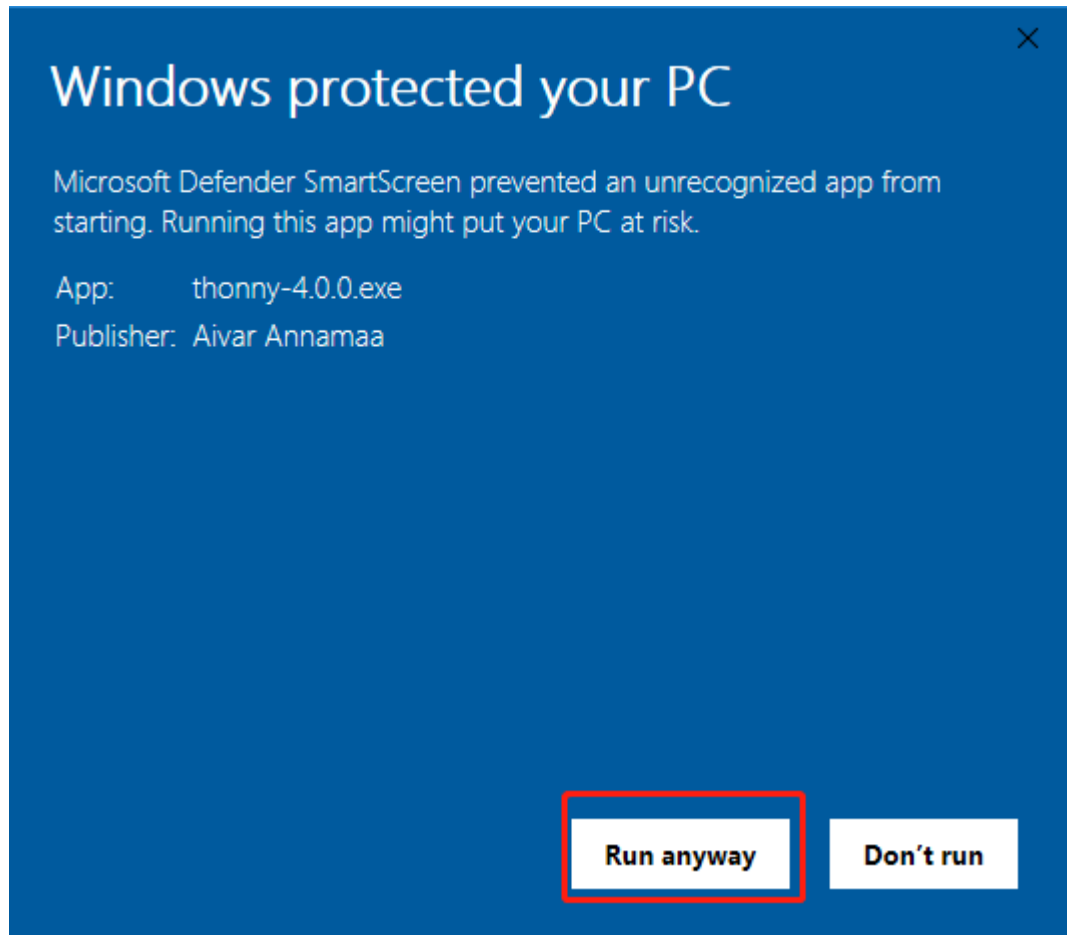 Windows protected your PC
Microsoft Defender SmartScreen prevented an unrecognized app from
starting. Running this app might put your PC at risk.
App: thonny-4.0.0.exe
Publisher: Aivar Annamaa
Run anyway Don't run